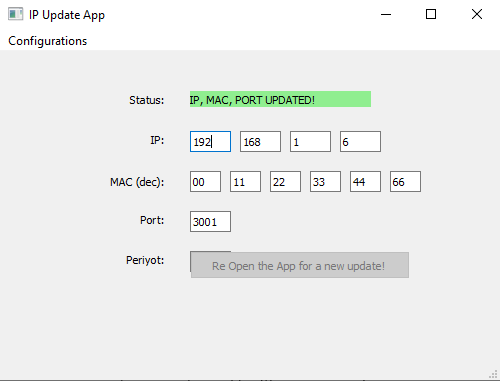 IP Update App
Configurations
Status: IP, MAC, PORT UPDATED!
IP: 192 168 1 6
MAC (dec): 00 11 22 33 44 66
Port: 3001
Periyot:
Re Open the App for a new update!